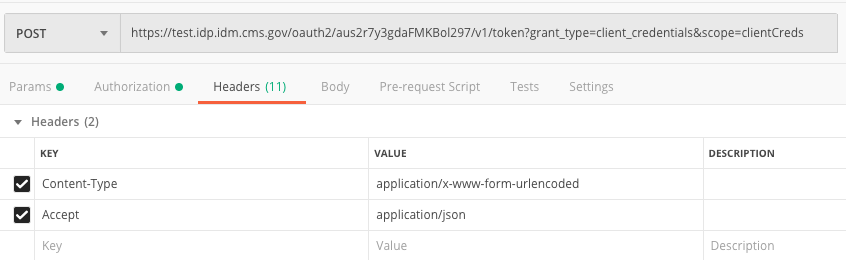 POST https://test.idp.idm.cms.gov/oauth2/aus2r7y3gdaFMKBol297/v1/token?grant_type=client_credentials&scope=clientCreds
Params Authorization Headers (11) Body Pre-request Script Tests Settings
Headers (2)
KEY VALUE DESCRIPTION
Content-Type application/x-www-form-urlencoded
Accept application/json
Key Value Description